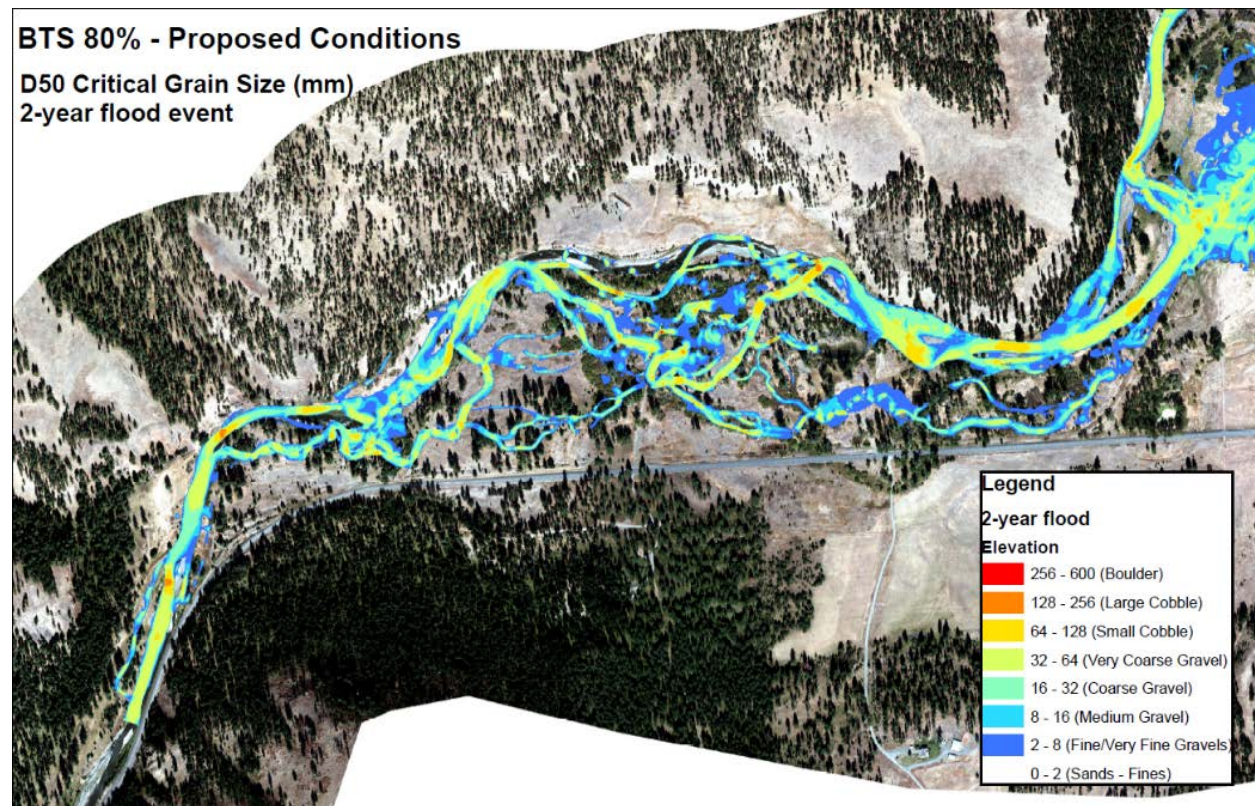 BTS 80% - Proposed Conditions
D50 Critical Grain Size (mm)
2-year flood event
Legend
2-year flood
Elevation
256 - 600 (Boulder)
128 - 256 (Large Cobble)
64 - 128 (Small Cobble)
32 - 64 (Very Coarse Gravel)
16 - 32 (Coarse Gravel)
8 - 16 (Medium Gravel)
2 - 8 (Fine/Very Fine Gravels)
0 - 2 (Sands - Fines)